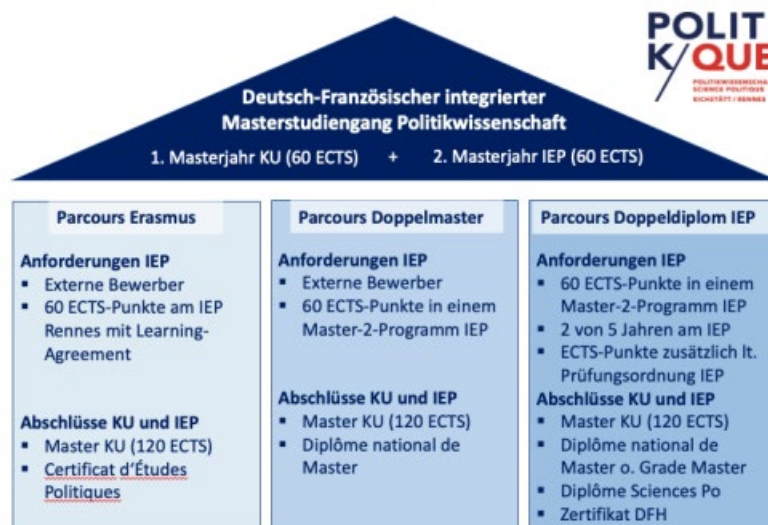 POLIT
K/QUE
SCIENCE POLITIQUE
EICHSTÄTT / RENNES
Deutsch-Französischer integrierter
Masterstudiengang Politikwissenschaft
1. Masterjahr KU (60 ECTS) + 2. Masterjahr IEP (60 ECTS)
Parcours Erasmus
Anforderungen IEP
▪ Externe Bewerber
▪ 60 ECTS-Punkte am IEP
Rennes mit Learning-
Agreement
Abschlüsse KU und IEP
▪ Master KU (120 ECTS)
▪ Certificat d'Études
Politiques
Parcours Doppelmaster
Anforderungen IEP
▪ Externe Bewerber
▪ 60 ECTS-Punkte in einem
Master-2-Programm IEP
Abschlüsse KU und IEP
▪ Master KU (120 ECTS)
▪ Diplôme national de
Master
Parcours Doppeldiplom IEP
Anforderungen IEP
▪ 60 ECTS-Punkte in einem
Master-2-Programm IEP
▪ 2 von 5 Jahren am IEP
▪ ECTS-Punkte zusätzlich lt.
Prüfungsordnung IEP
Abschlüsse KU und IEP
▪ Master KU (120 ECTS)
▪ Diplôme national de
Master o. Grade Master
▪ Diplôme Sciences Po
▪ Zertifikat DFH